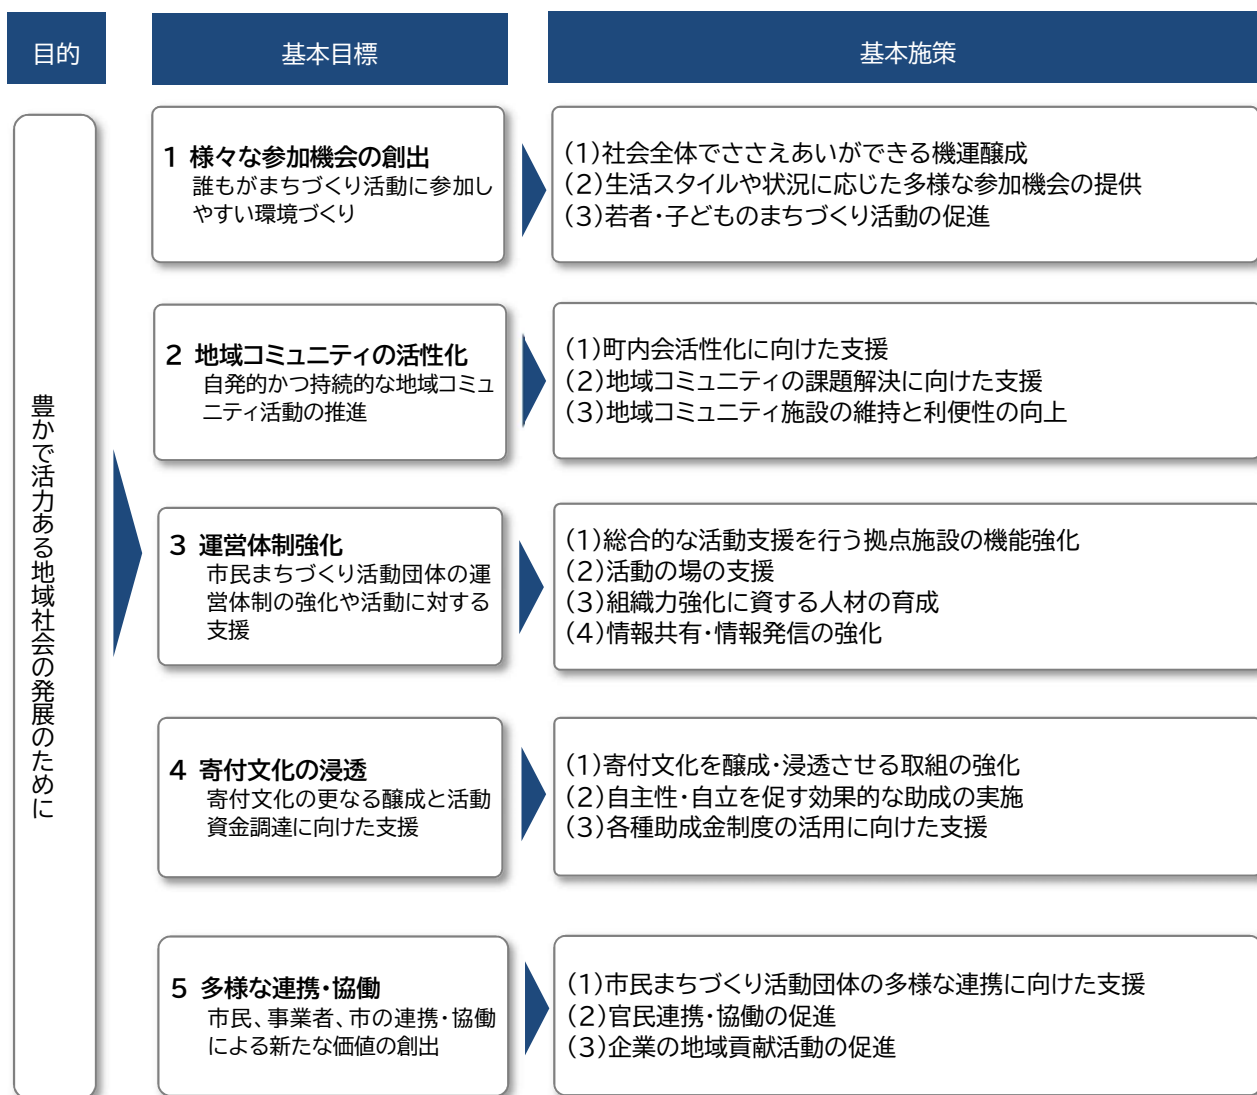 目的
基本目標
基本施策
豊かで活力ある地域社会の発展のために
1 様々な参加機会の創出
誰もがまちづくり活動に参加し
やすい環境づくり
(1)社会全体でささえあいができる機運醸成
(2)生活スタイルや状況に応じた多様な参加機会の提供
(3)若者・子どものまちづくり活動の促進
2 地域コミュニティの活性化
自発的かつ持続的な地域コミュ
ニティ活動の推進
(1)町内会活性化に向けた支援
(2)地域コミュニティの課題解決に向けた支援
(3)地域コミュニティ施設の維持と利便性の向上
3 運営体制強化
市民まちづくり活動団体の運
営体制の強化や活動に対する
支援
(1)総合的な活動支援を行う拠点施設の機能強化
(2)活動の場の支援
(3)組織力強化に資する人材の育成
(4)情報共有・情報発信の強化
4 寄付文化の浸透
寄付文化の更なる醸成と活動
資金調達に向けた支援
(1)寄付文化を醸成・浸透させる取組の強化
(2)自主性・自立を促す効果的な助成の実施
(3)各種助成金制度の活用に向けた支援
5 多様な連携・協働
市民、事業者、市の連携・協働
による新たな価値の創出
(1)市民まちづくり活動団体の多様な連携に向けた支援
(2)官民連携・協働の促進
(3)企業の地域貢献活動の促進